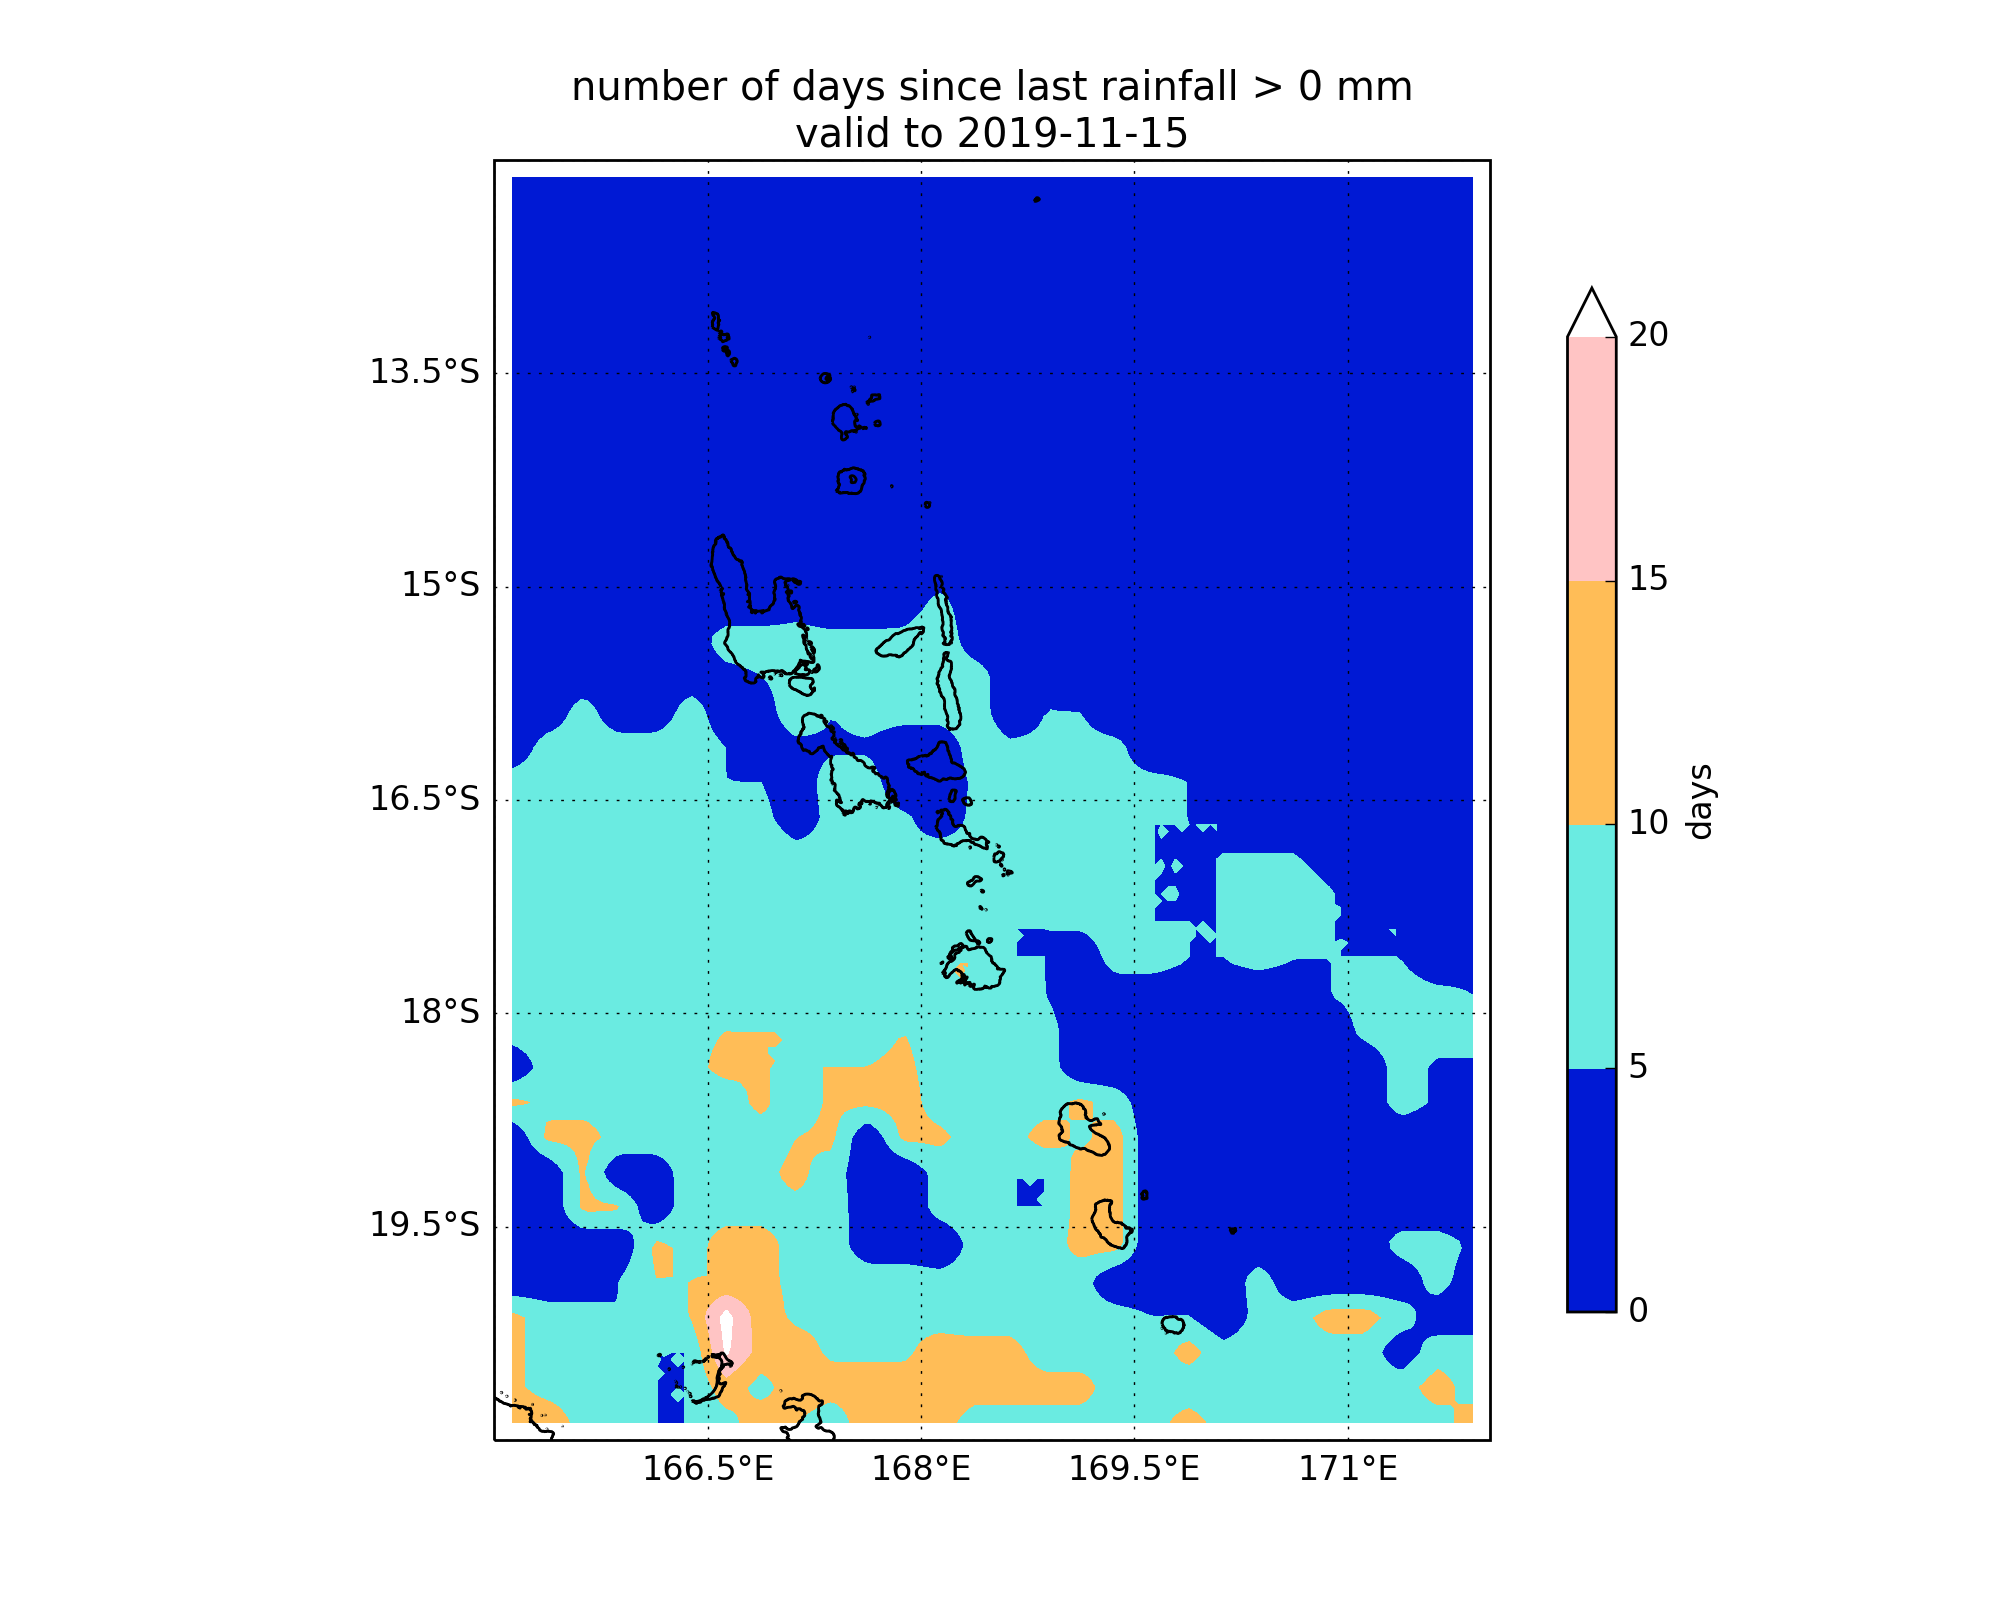 number of days since last rainfall > 0 mm
valid to 2019-11-15
13.5°S
15°S
16.5°S
18°S
19.5°S
166.5°E
168°E
169.5°E
171°E
20
15
10
5
0
days